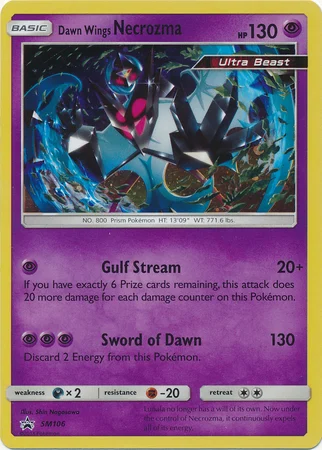 BASIC
Dawn Wings Necrozma HP 130
Ultra Beast
NO. 800 Prism Pokémon HT: 13'09" WT: 771.6 lbs.
Gulf Stream 20+
If you have exactly 6 Prize cards remaining, this attack does
20 more damage for each damage counter on this Pokémon.
Sword of Dawn 130
Discard 2 Energy from this Pokémon.
weakness ×2 resistance -20 retreat
Illus. Shin Nagasawa
SM106
Lunala no longer has a will of its own. Now under
the control of Necrozma, it continuously expels
all of its energy.